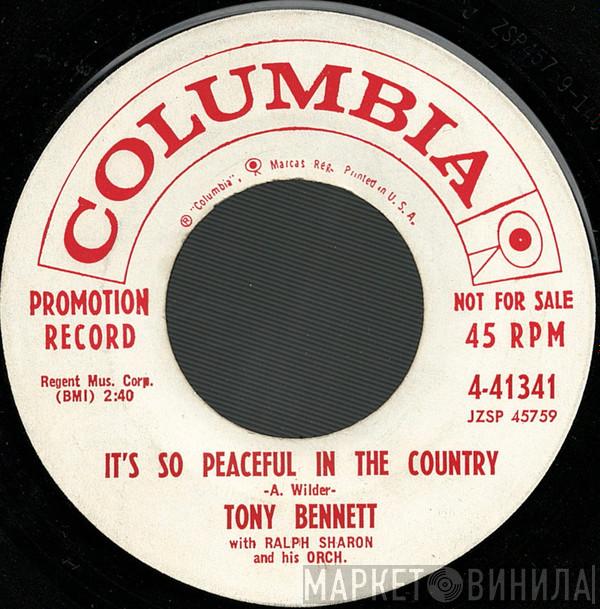 COLUMBIA
® "Columbia", Marcas Reg. Printed in U. S. A.
PROMOTION
RECORD
NOT FOR SALE
45 RPM
Regent Mus. Corp.
(BMI) 2:40
4-41341
JZSP 45759
IT'S SO PEACEFUL IN THE COUNTRY
-A. Wilder-
TONY BENNETT
with RALPH SHARON
and his ORCH.
МАРКЕТ ВИНИЛА